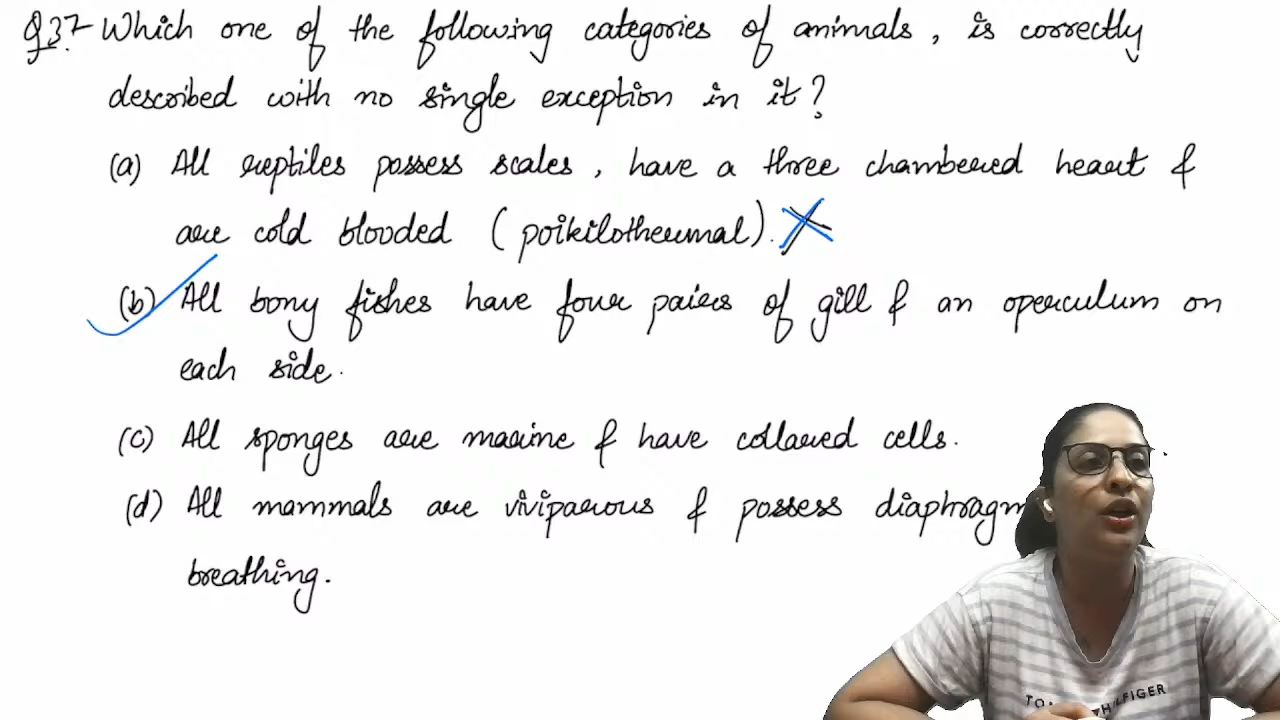 Q37 Which one of the following categories of animals, is correctly
described with no single exception in it?
(a) All reptiles possess scales, have a three chambered heart &
are cold blooded (poikilothermal).
(b) All bony fishes have four pairs of gill & an operculum on
each side.
(c) All sponges are marine & have collared cells.
(d) All mammals are viviparous & possess diaphragm
breathing.
HILFIGER